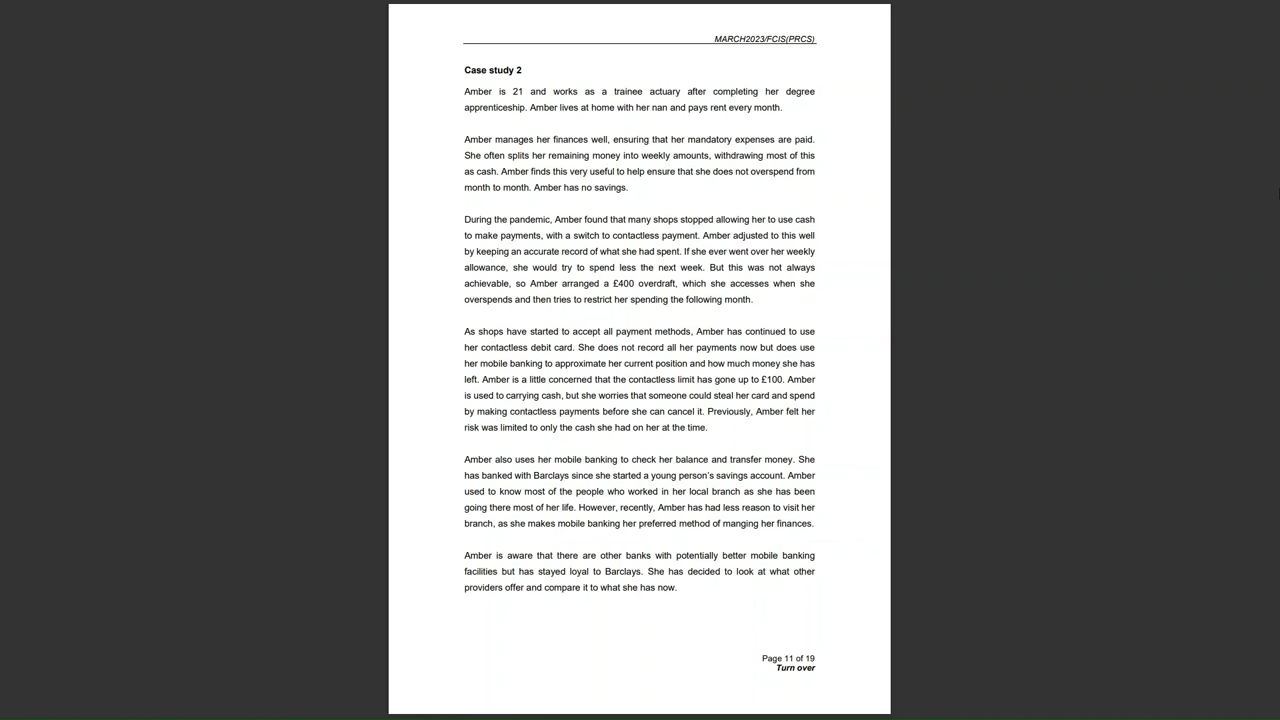 MARCH2023/FCIS(PRCS)
Case study 2
Amber is 21 and works as a trainee actuary after completing her degree
apprenticeship. Amber lives at home with her nan and pays rent every month.
Amber manages her finances well, ensuring that her mandatory expenses are paid.
She often splits her remaining money into weekly amounts, withdrawing most of this
as cash. Amber finds this very useful to help ensure that she does not overspend from
month to month. Amber has no savings.
During the pandemic, Amber found that many shops stopped allowing her to use cash
to make payments, with a switch to contactless payment. Amber adjusted to this well
by keeping an accurate record of what she had spent. If she ever went over her weekly
allowance, she would try to spend less the next week. But this was not always
achievable, so Amber arranged a £400 overdraft, which she accesses when she
overspends and then tries to restrict her spending the following month.
As shops have started to accept all payment methods, Amber has continued to use
her contactless debit card. She does not record all her payments now but does use
her mobile banking to approximate her current position and how much money she has
left. Amber is a little concerned that the contactless limit has gone up to £100. Amber
is used to carrying cash, but she worries that someone could steal her card and spend
by making contactless payments before she can cancel it. Previously, Amber felt her
risk was limited to only the cash she had on her at the time.
Amber also uses her mobile banking to check her balance and transfer money. She
has banked with Barclays since she started a young person's savings account. Amber
used to know most of the people who worked in her local branch as she has been
going there most of her life. However, recently, Amber has had less reason to visit her
branch, as she makes mobile banking her preferred method of manging her finances.
Amber is aware that there are other banks with potentially better mobile banking
facilities but has stayed loyal to Barclays. She has decided to look at what other
providers offer and compare it to what she has now.
Page 11 of 19
Turn over